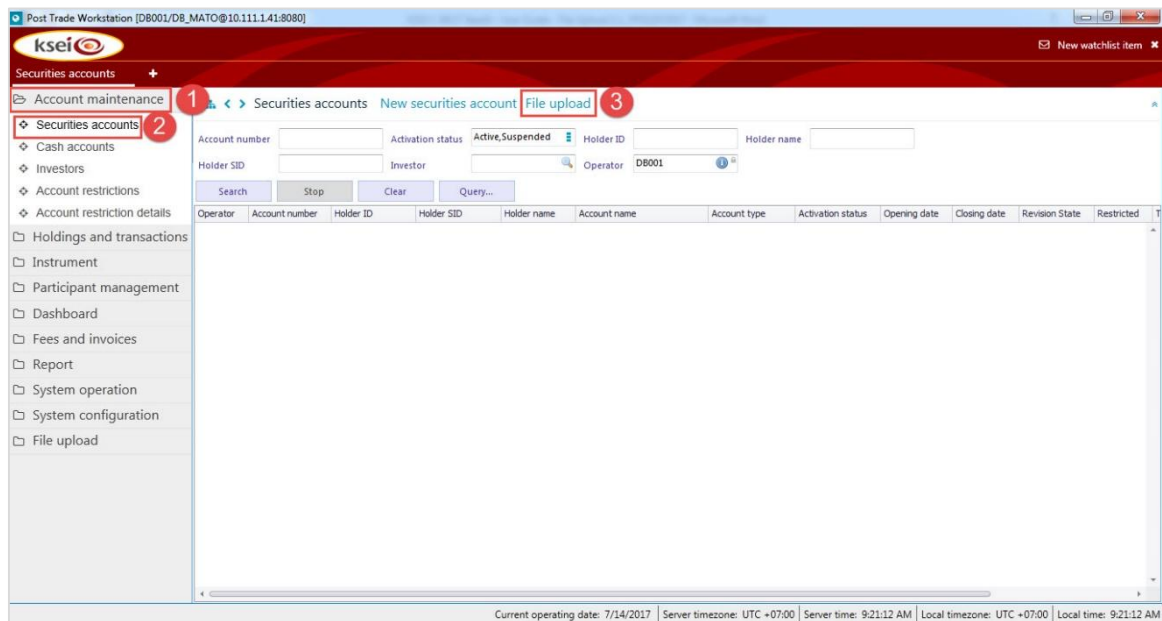 Post Trade Workstation [DB001/DB_MATO@10.111.1.41:8080]
ksei
New watchlist item
Securities accounts +
Account maintenance 1
Securities accounts 2
Cash accounts
Investors
Account restrictions
Account restriction details
Holdings and transactions
Instrument
Participant management
Dashboard
Fees and invoices
Report
System operation
System configuration
File upload
Securities accounts New securities account File upload 3
Account number Activation status Active,Suspended Holder ID Holder name
Holder SID Investor Operator DB001
Search Stop Clear Query...
Operator Account number Holder ID Holder SID Holder name Account name Account type Activation status Opening date Closing date Revision State Restricted T
Current operating date: 7/14/2017 Server timezone: UTC +07:00 Server time: 9:21:12 AM Local timezone: UTC +07:00 Local time: 9:21:12 AM